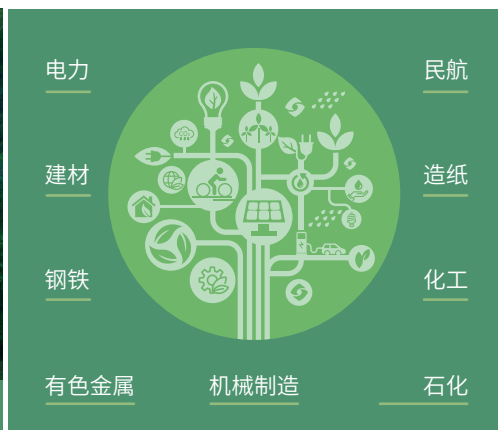 电力
民航
建材
造纸
钢铁
化工
有色金属
机械制造
石化